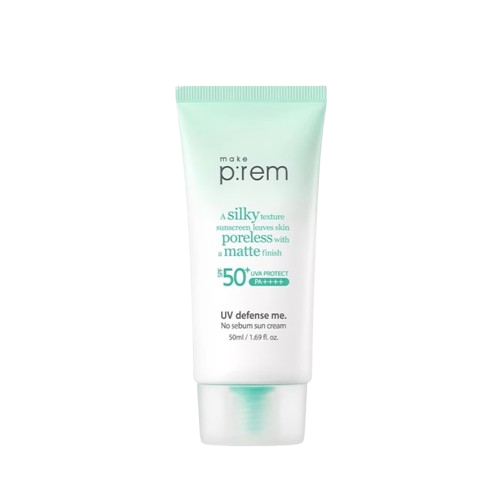 make
p:rem
A silky texture
sunscreen leaves skin
poreless with
a matte finish
SPF 50+ UVA PROTECT
PA++++
UV defense me.
No sebum sun cream
50ml / 1.69 fl. oz.